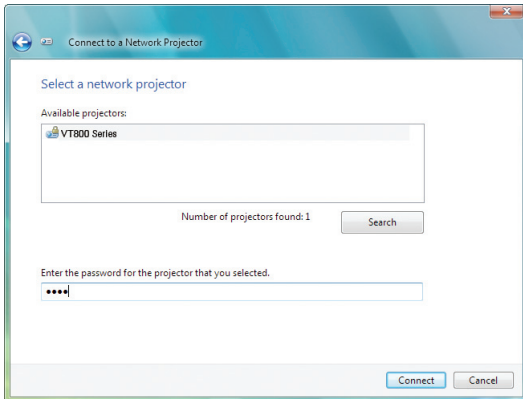 Connect to a Network Projector
Select a network projector
Available projectors:
VT800 Series
Number of projectors found: 1
Search
Enter the password for the projector that you selected.
••••
Connect
Cancel